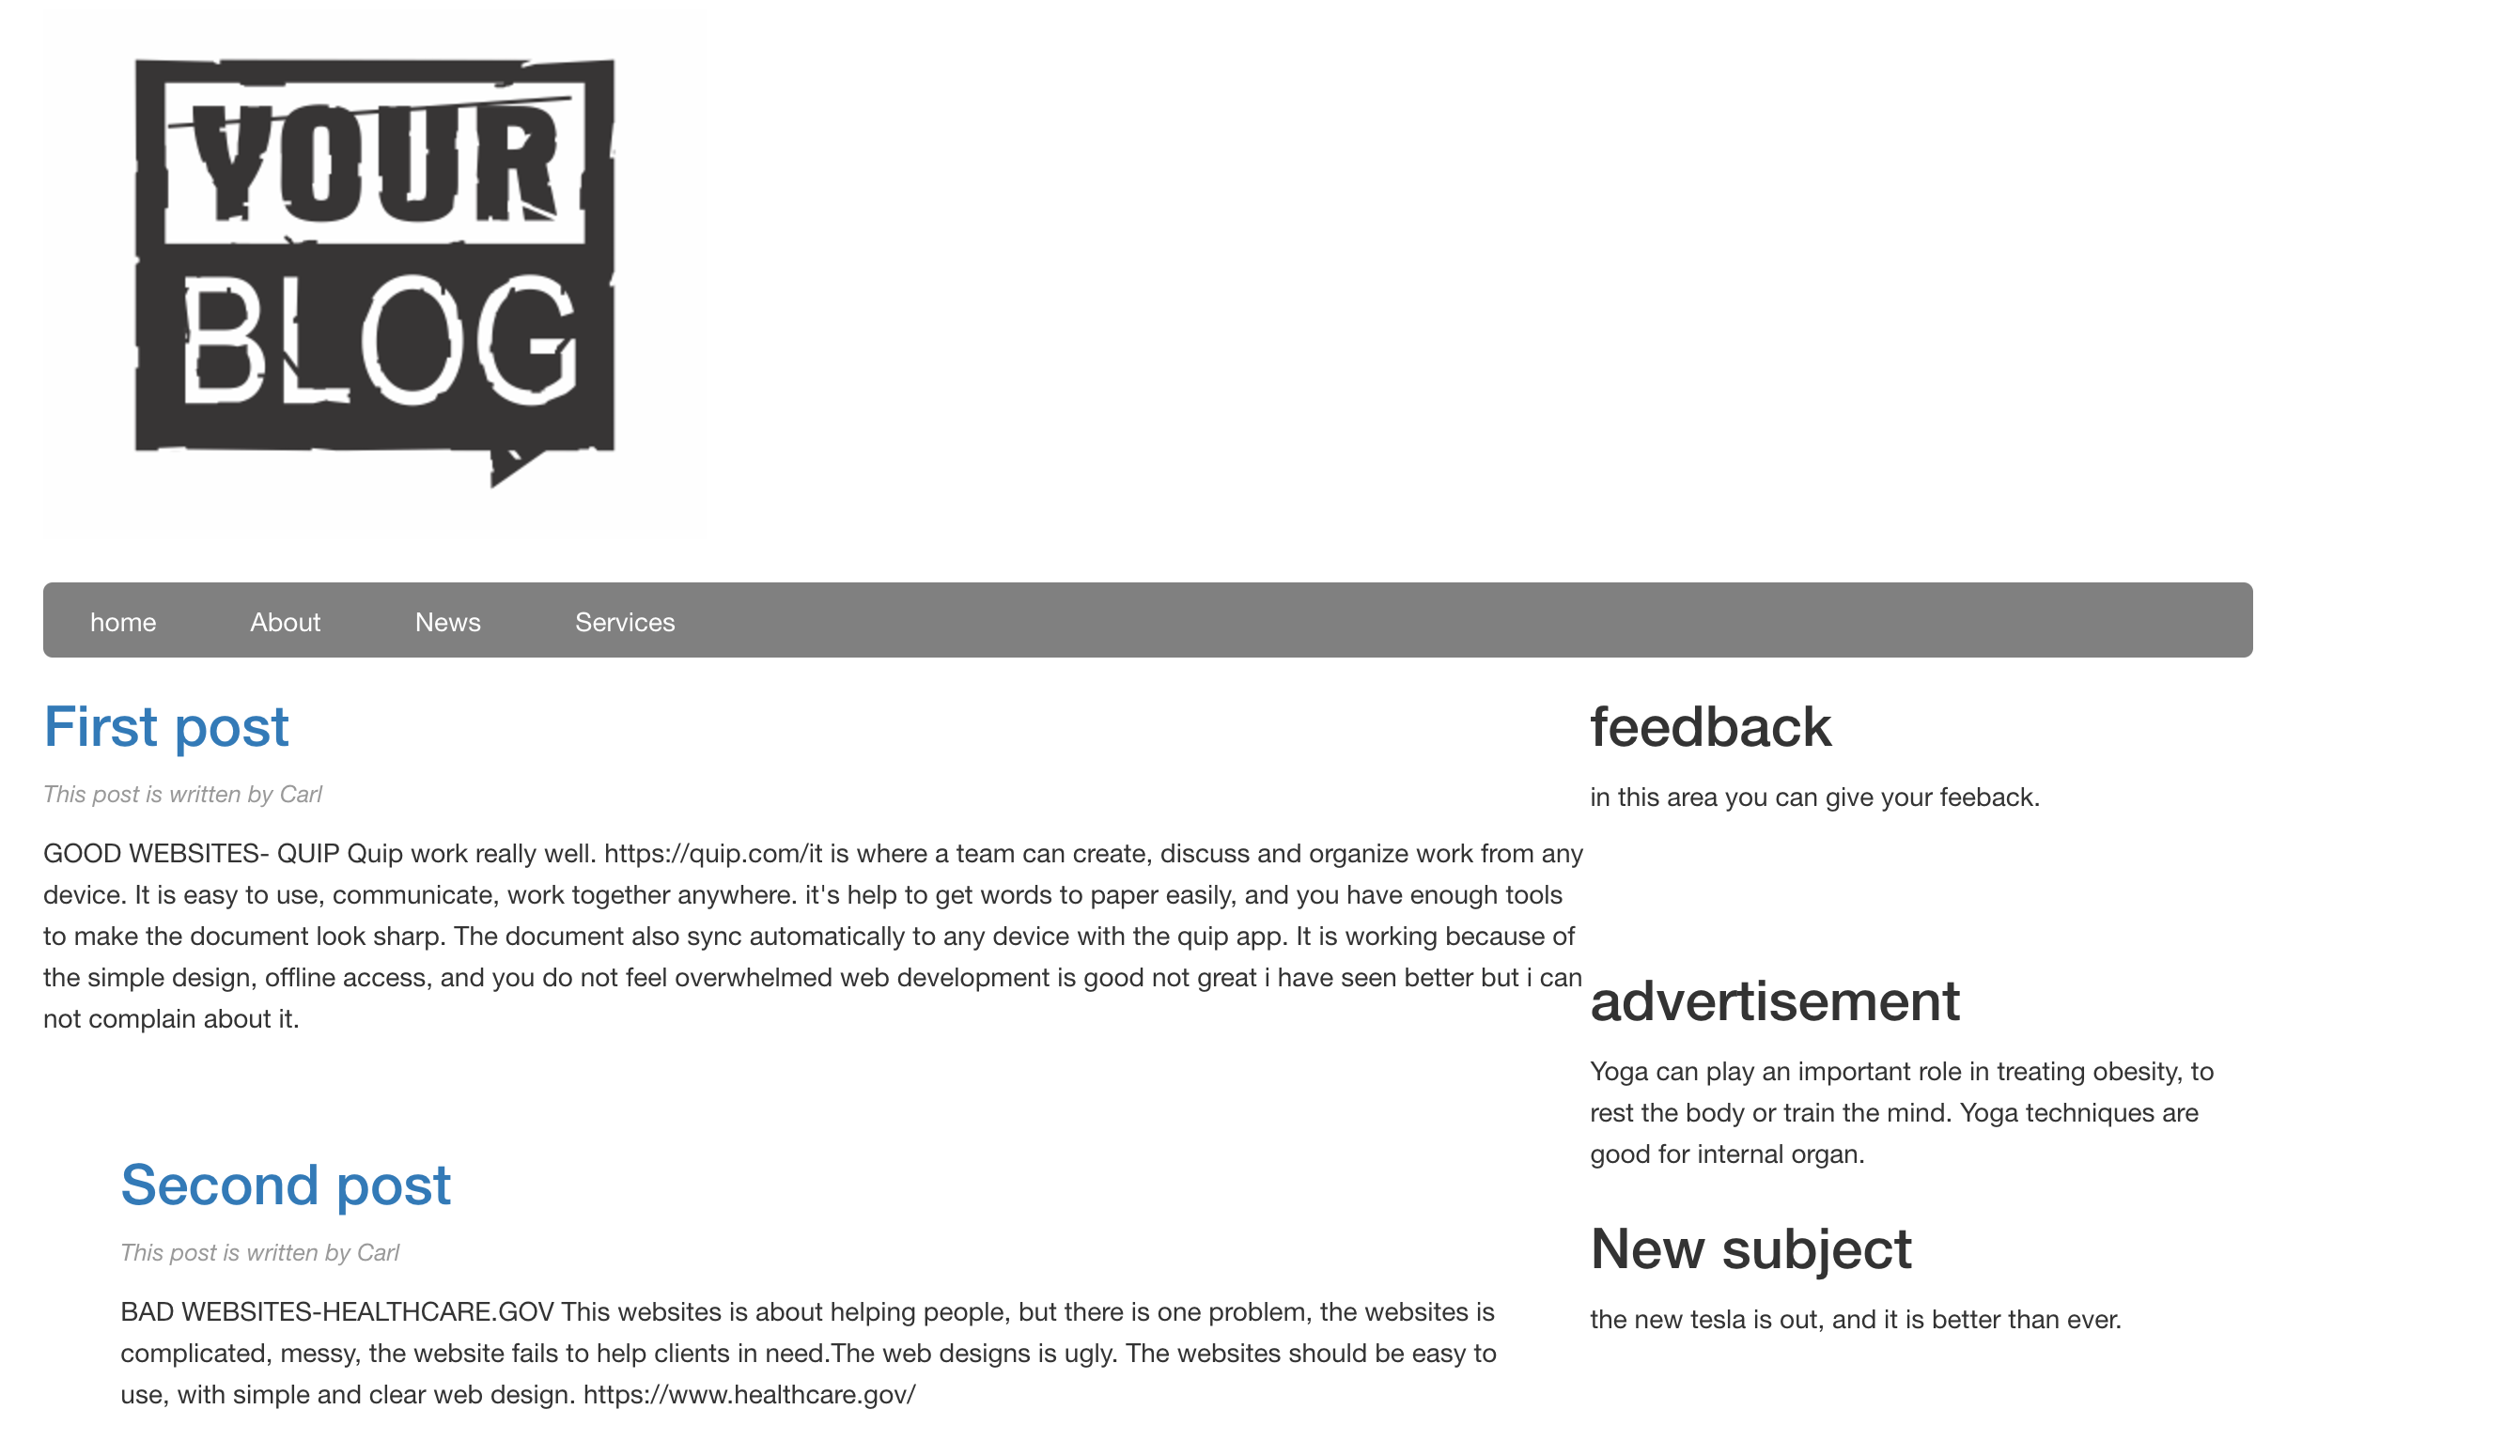 YOUR
BLOG
home About News Services
First post
This post is written by Carl
GOOD WEBSITES- QUIP Quip work really well. https://quip.com/it is where a team can create, discuss and organize work from any
device. It is easy to use, communicate, work together anywhere. it's help to get words to paper easily, and you have enough tools
to make the document look sharp. The document also sync automatically to any device with the quip app. It is working because of
the simple design, offline access, and you do not feel overwhelmed web development is good not great i have seen better but i can
not complain about it.
Second post
This post is written by Carl
BAD WEBSITES-HEALTHCARE.GOV This websites is about helping people, but there is one problem, the websites is
complicated, messy, the website fails to help clients in need.The web designs is ugly. The websites should be easy to
use, with simple and clear web design. https://www.healthcare.gov/
feedback
in this area you can give your feeback.
advertisement
Yoga can play an important role in treating obesity, to
rest the body or train the mind. Yoga techniques are
good for internal organ.
New subject
the new tesla is out, and it is better than ever.